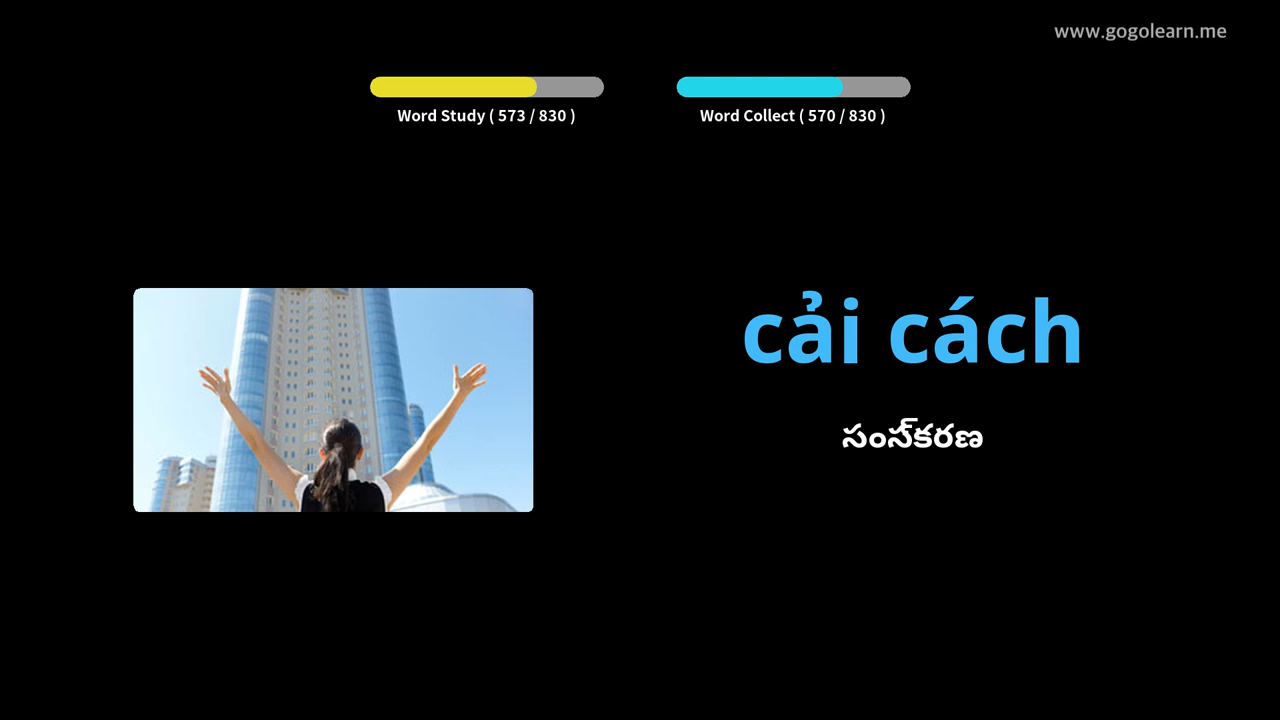 www.gogolearn.me
Word Study ( 573 / 830 )
Word Collect ( 570 / 830 )
cải cách
సంస్కరణ